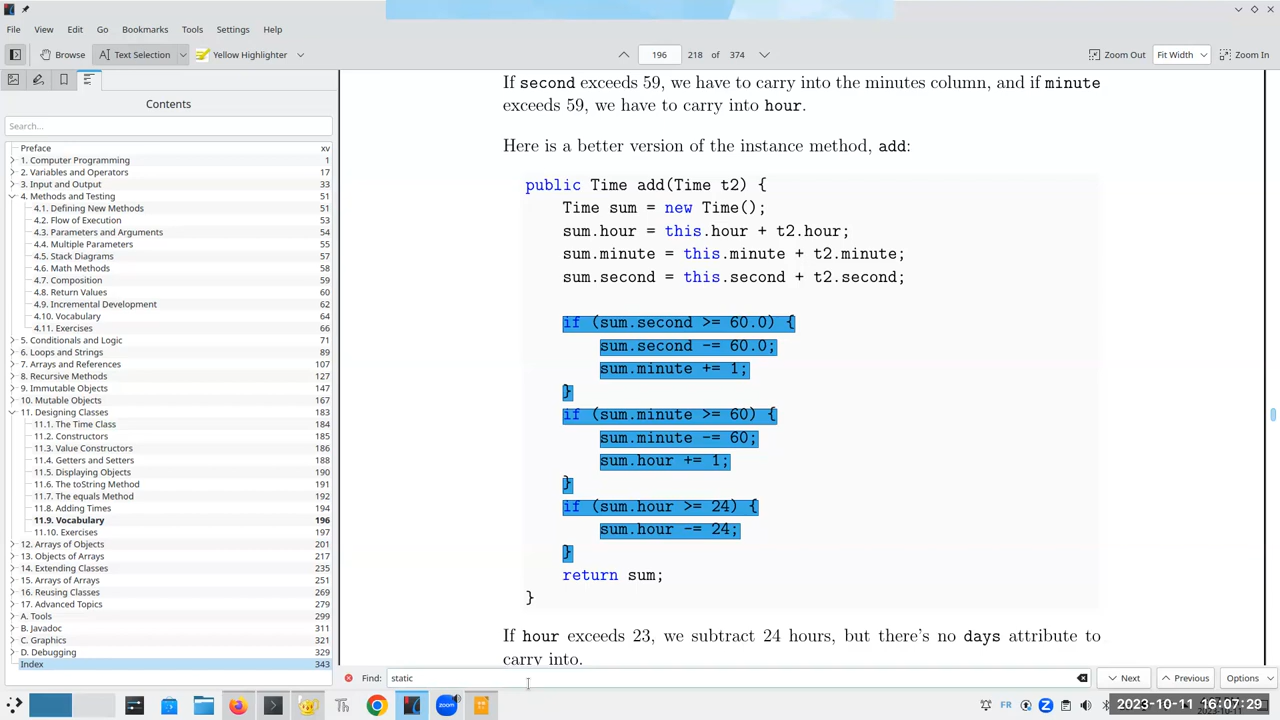 File View Edit Go Bookmarks Tools Settings Help
Browse Text Selection Yellow Highlighter 196 218 of 374 Zoom Out Fit Width Zoom In
Contents
Search...
Preface xv
1. Computer Programming 1
2. Variables and Operators 17
3. Input and Output 33
4. Methods and Testing 51
4.1. Defining New Methods 51
4.2. Flow of Execution 53
4.3. Parameters and Arguments 54
4.4. Multiple Parameters 55
4.5. Stack Diagrams 57
4.6. Math Methods 58
4.7. Composition 59
4.8. Return Values 60
4.9. Incremental Development 62
4.10. Vocabulary 64
4.11. Exercises 66
5. Conditionals and Logic 71
6. Loops and Strings 89
7. Arrays and References 107
8. Recursive Methods 127
9. Immutable Objects 147
10. Mutable Objects 167
11. Designing Classes 183
11.1. The Time Class 184
11.2. Constructors 185
11.3. Value Constructors 186
11.4. Getters and Setters 188
11.5. Displaying Objects 190
11.6. The toString Method 191
11.7. The equals Method 192
11.8. Adding Times 194
11.9. Vocabulary 196
11.10. Exercises 197
12. Arrays of Objects 201
13. Objects of Arrays 217
14. Extending Classes 235
15. Arrays of Arrays 251
16. Reusing Classes 269
17. Advanced Topics 279
A. Tools 299
B. Javadoc 313
C. Graphics 321
D. Debugging 329
Index 343
If second exceeds 59, we have to carry into the minutes column, and if minute
exceeds 59, we have to carry into hour.
Here is a better version of the instance method, add:
public Time add(Time t2) {
Time sum = new Time();
sum.hour = this.hour + t2.hour;
sum.minute = this.minute + t2.minute;
sum.second = this.second + t2.second;
if (sum.second >= 60.0) {
sum.second -= 60.0;
sum.minute += 1;
}
if (sum.minute >= 60) {
sum.minute -= 60;
sum.hour += 1;
}
if (sum.hour >= 24) {
sum.hour -= 24;
}
return sum;
}
If hour exceeds 23, we subtract 24 hours, but there's no days attribute to
carry into.
Find: static Next Previous Options
Th zoom FR Z 2023-10-11 16:07:29